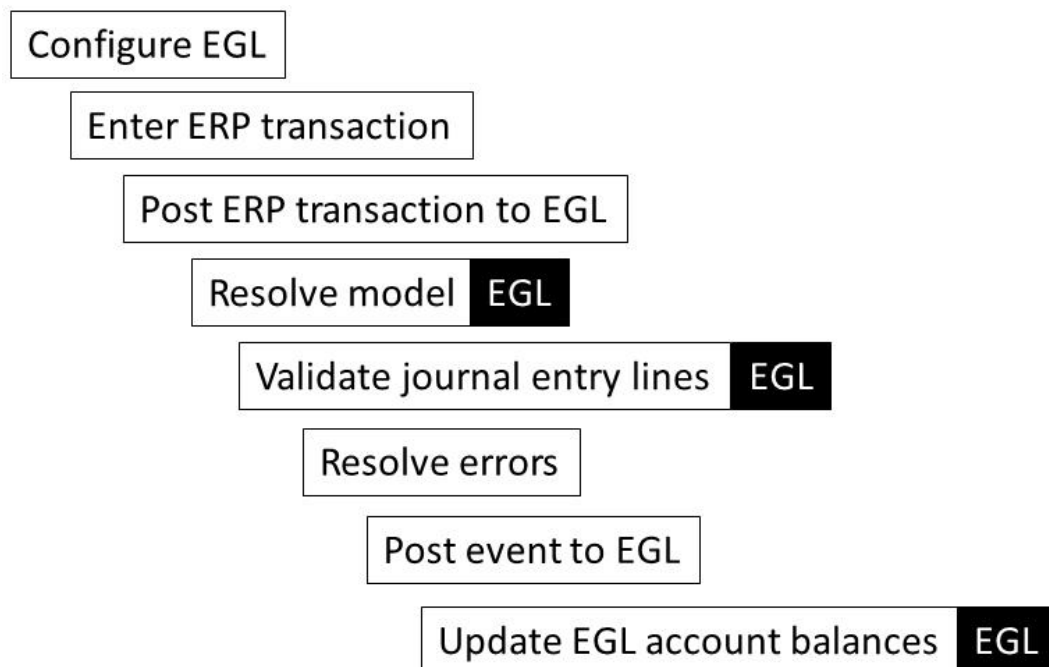 Configure EGL
Enter ERP transaction
Post ERP transaction to EGL
Resolve model EGL
Validate journal entry lines EGL
Resolve errors
Post event to EGL
Update EGL account balances EGL